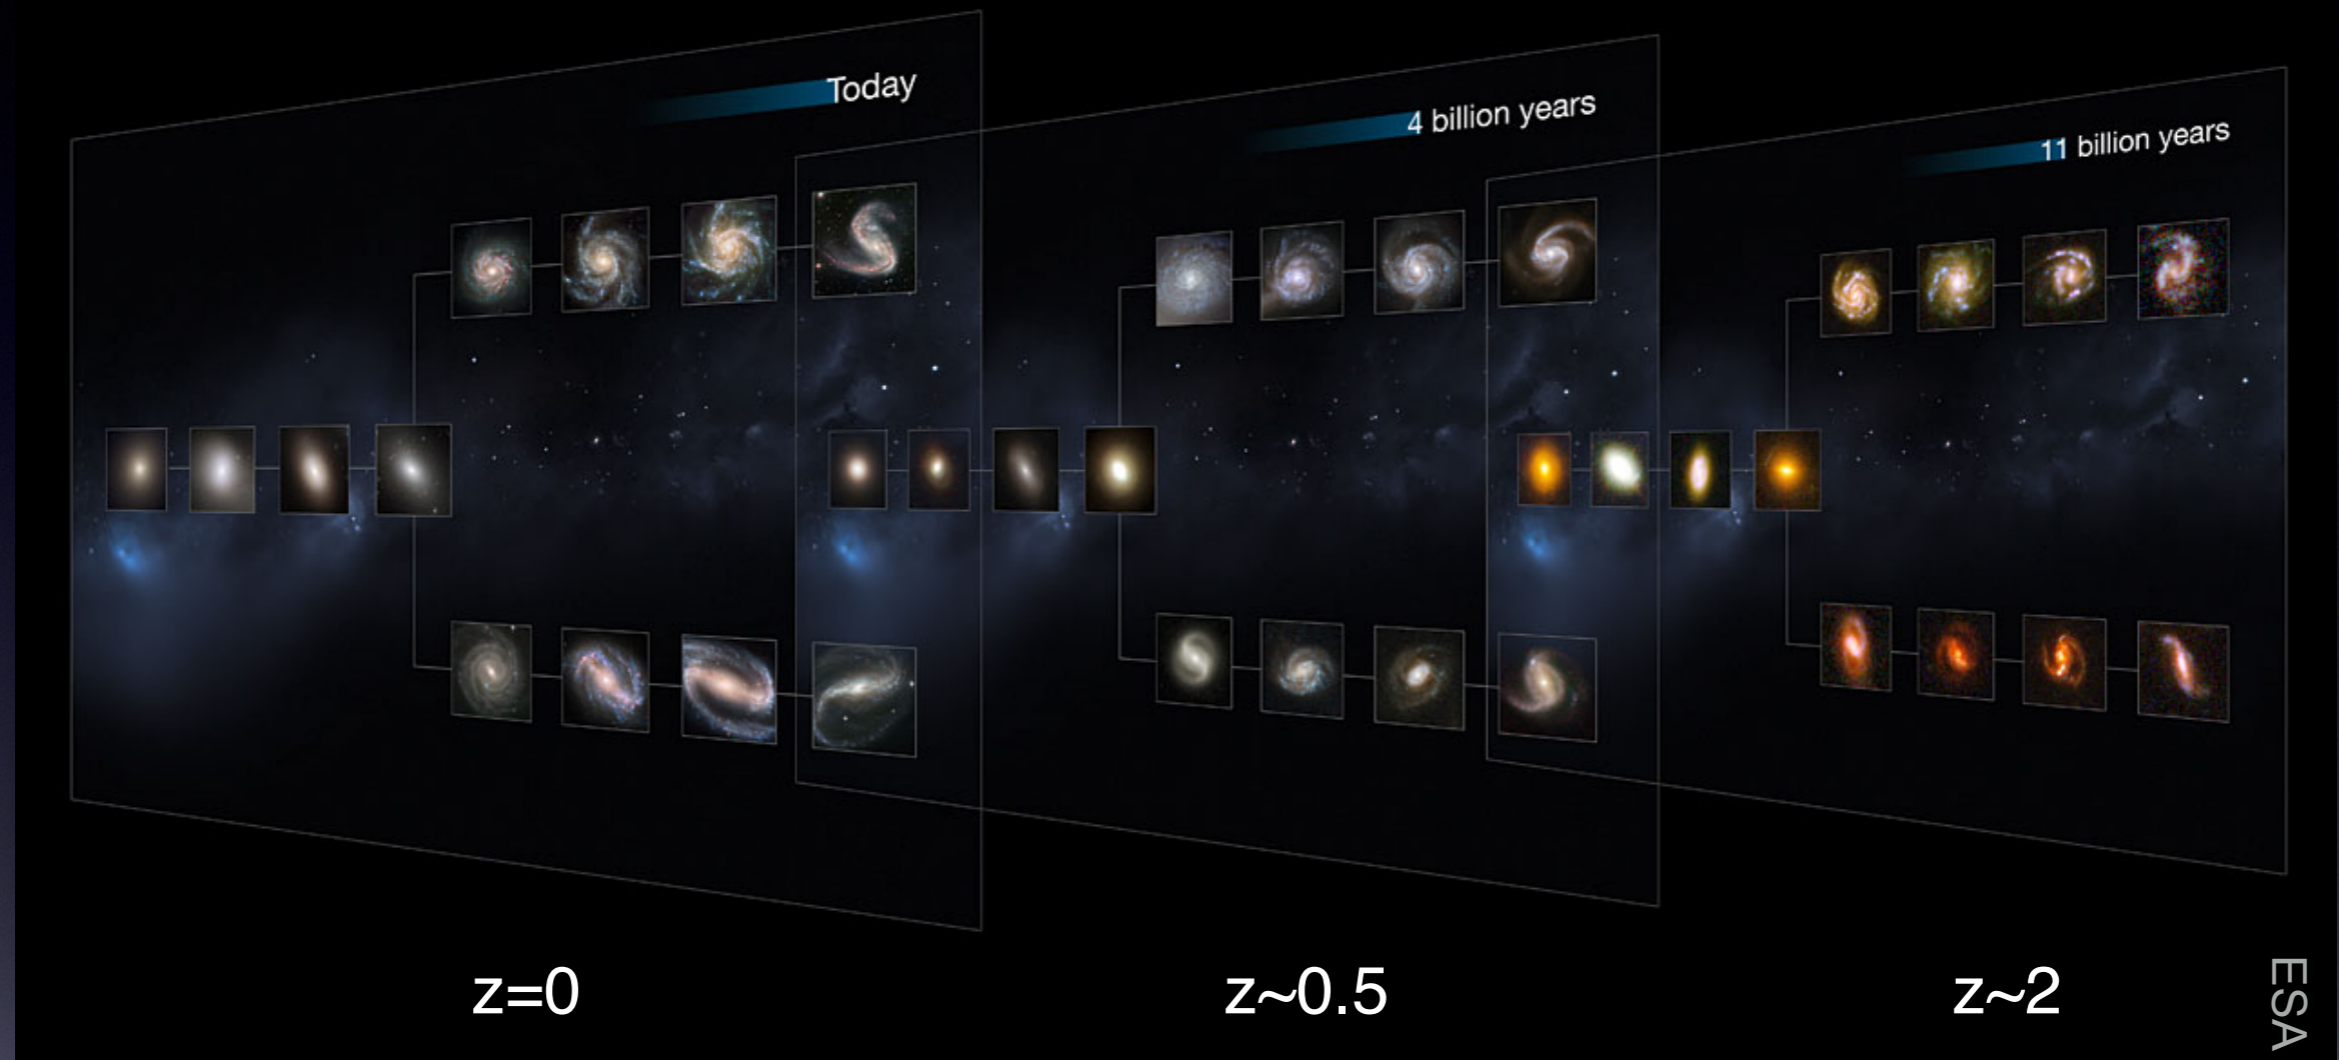 Today
4 billion years
11 billion years
z=0
z~0.5
z~2
ESA